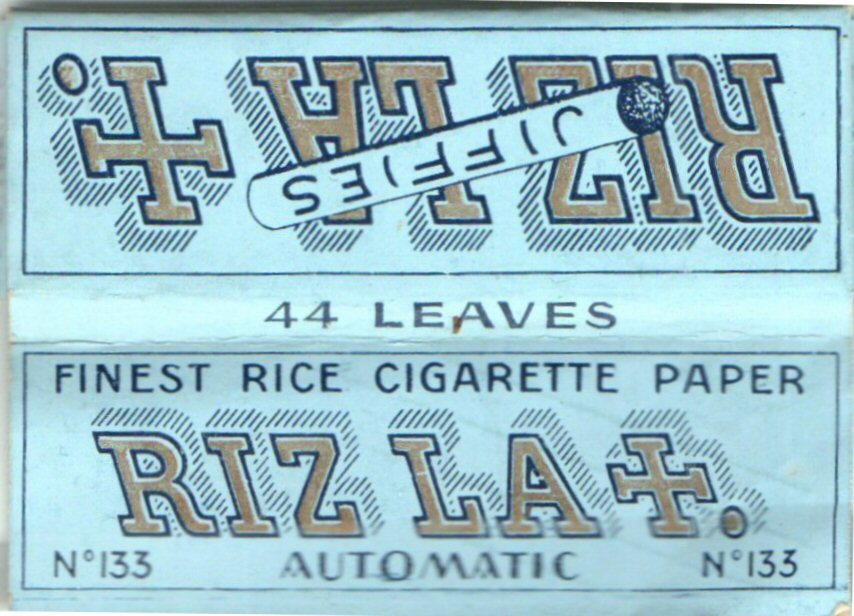 RIZ LA +.
JIFFIES
44 LEAVES
FINEST RICE CIGARETTE PAPER
RIZ LA +.
N° 133 AUTOMATIC N° 133